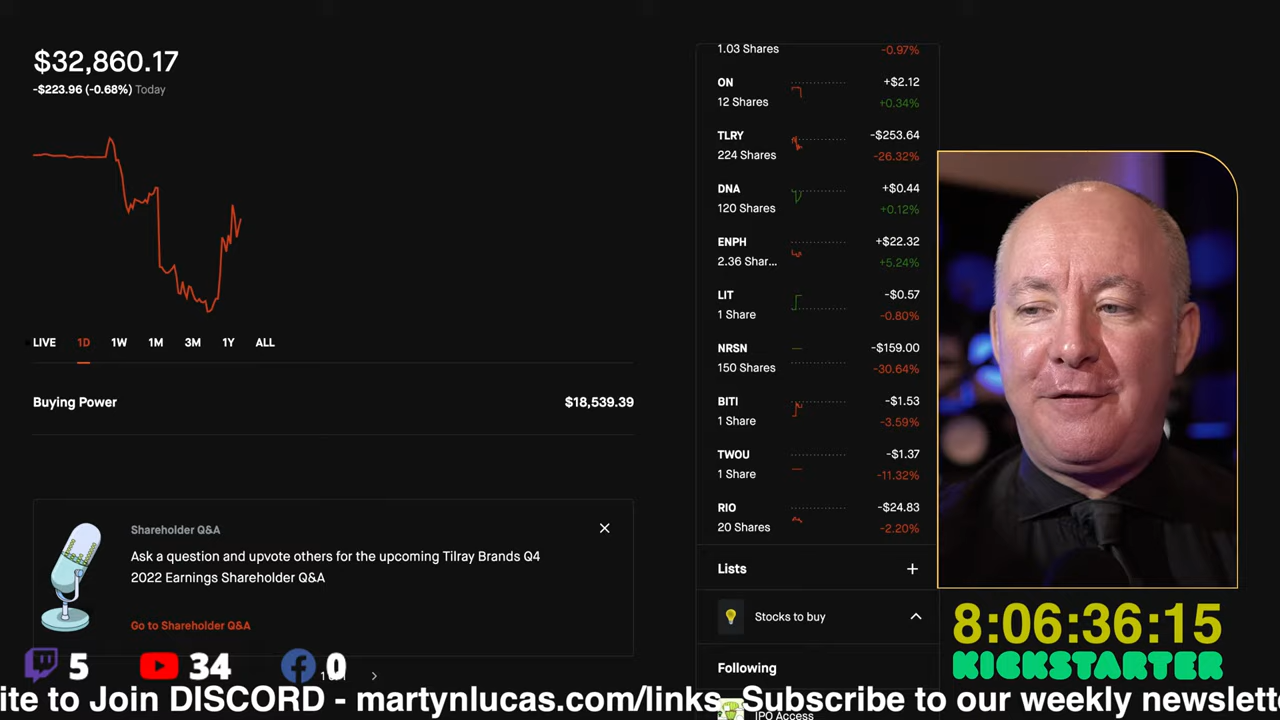 $32,860.17
-$223.96 (-0.68%) Today
LIVE 1D 1W 1M 3M 1Y ALL
Buying Power $18,539.39
Shareholder Q&A
Ask a question and upvote others for the upcoming Tilray Brands Q4
2022 Earnings Shareholder Q&A
Go to Shareholder Q&A
1.03 Shares -0.97%
ON +$2.12
12 Shares +0.34%
TLRY -$253.64
224 Shares -26.32%
DNA +$0.44
120 Shares +0.12%
ENPH +$22.32
2.36 Shar... +5.24%
LIT -$0.57
1 Share -0.80%
NRSN -$159.00
150 Shares -30.64%
BITI -$1.53
1 Share -3.59%
TWOU -$1.37
1 Share -11.32%
RIO -$24.83
20 Shares -2.20%
Lists +
Stocks to buy
Following
IPO Access
8:06:36:15
KICKSTARTER
5 34 0
ite to Join DISCORD - martynlucas.com/links. Subscribe to our weekly newslett